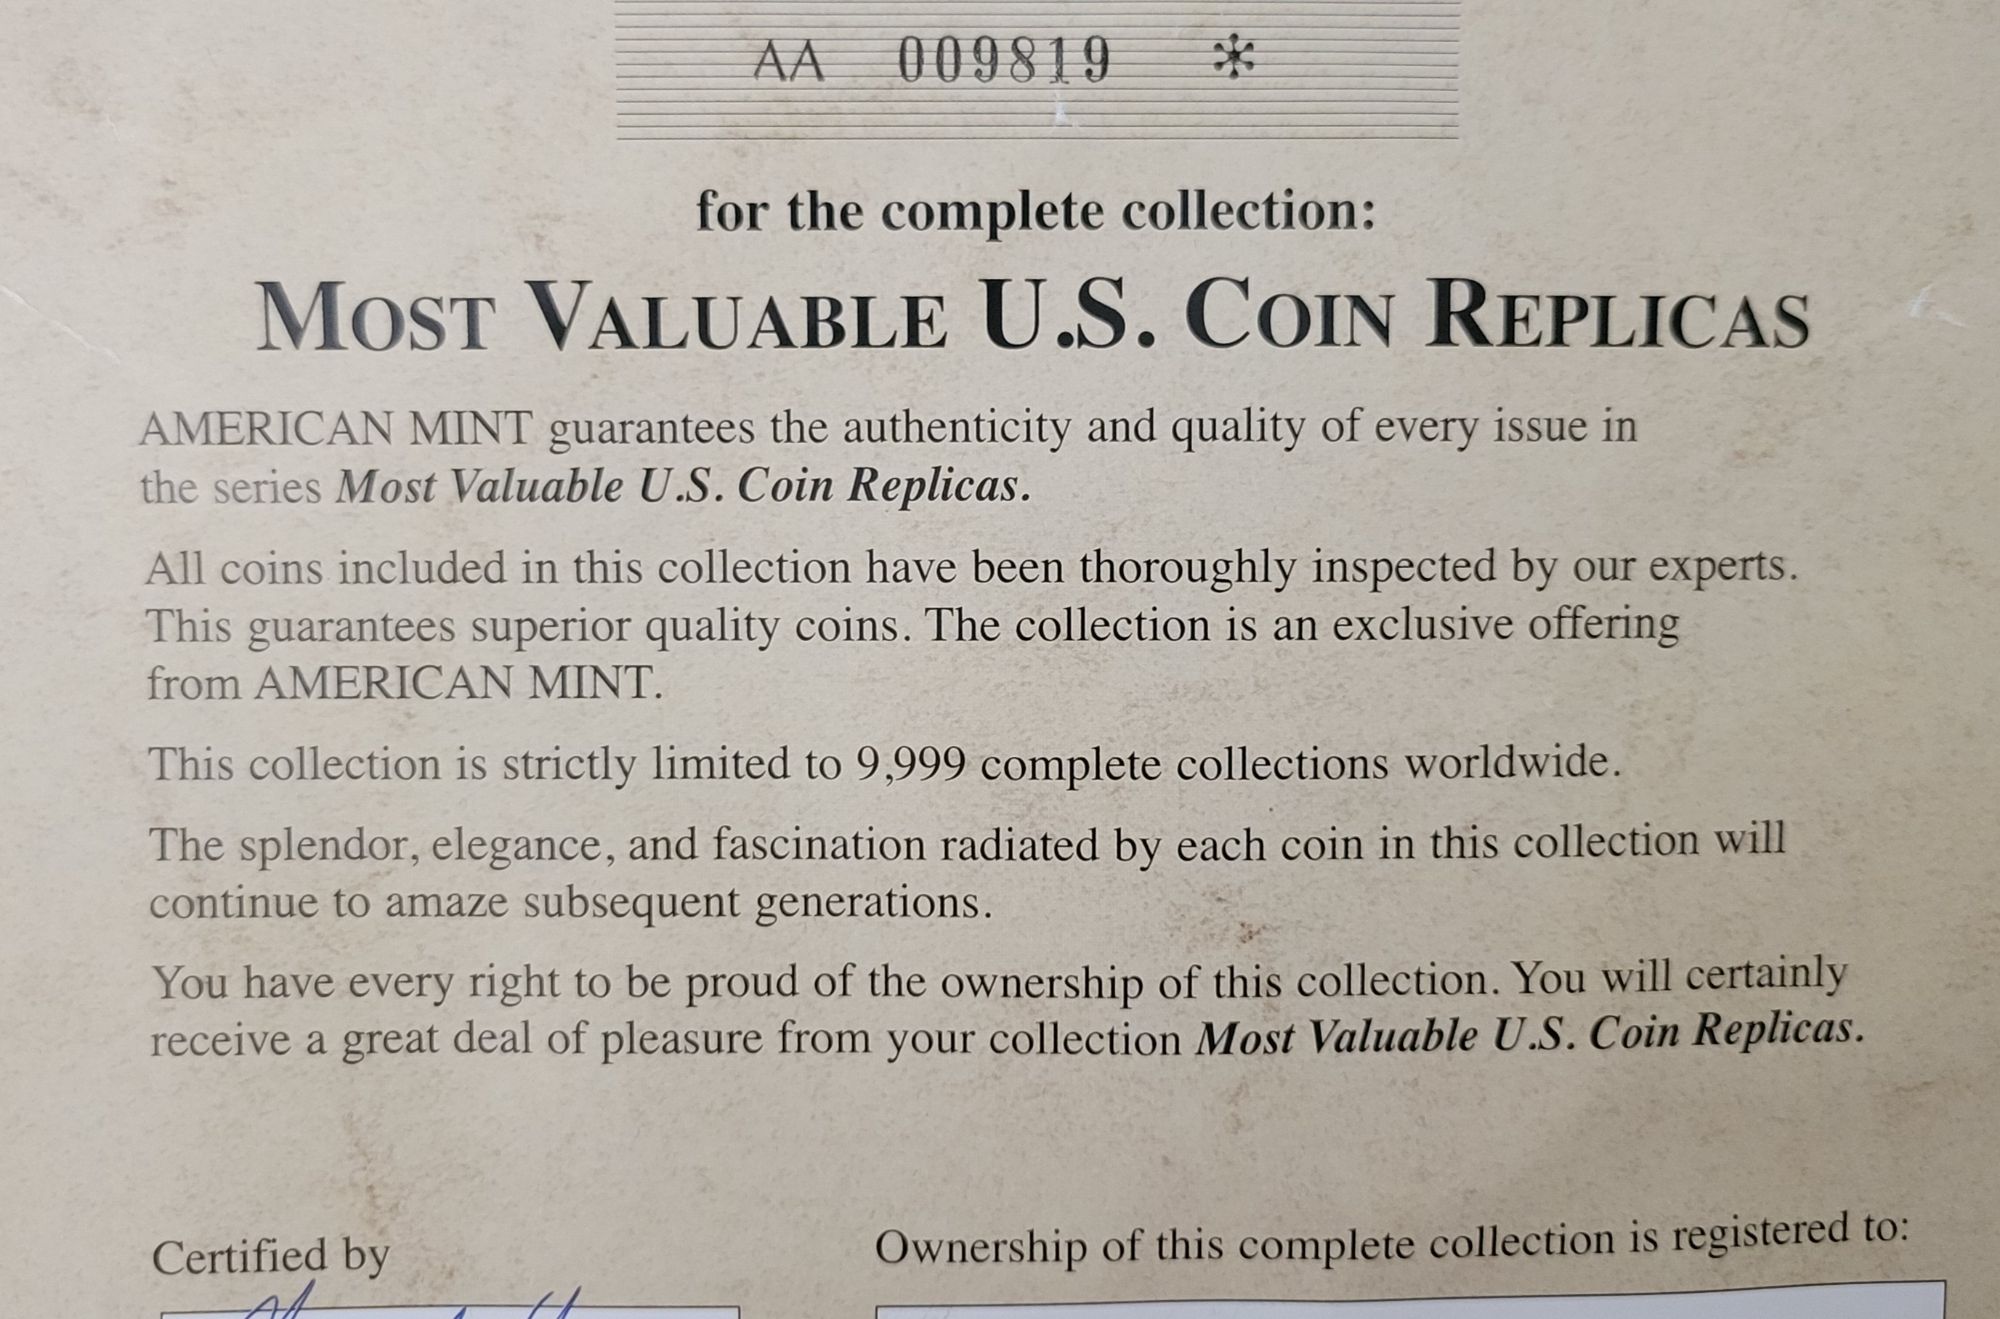 AA 009819 *
for the complete collection:
MOST VALUABLE U.S. COIN REPLICAS
AMERICAN MINT guarantees the authenticity and quality of every issue in
the series Most Valuable U.S. Coin Replicas.
All coins included in this collection have been thoroughly inspected by our experts.
This guarantees superior quality coins. The collection is an exclusive offering
from AMERICAN MINT.
This collection is strictly limited to 9,999 complete collections worldwide.
The splendor, elegance, and fascination radiated by each coin in this collection will
continue to amaze subsequent generations.
You have every right to be proud of the ownership of this collection. You will certainly
receive a great deal of pleasure from your collection Most Valuable U.S. Coin Replicas.
Certified by
Ownership of this complete collection is registered to: